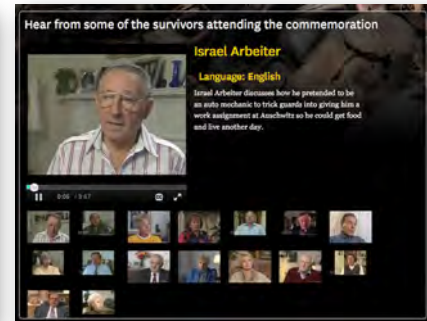 Hear from some of the survivors attending the commemoration
Israel Arbeiter
Language: English
Israel Arbeiter discusses how he pretended to be
an auto mechanic to trick guards into giving him a
work assignment at Auschwitz so he could get food
and live another day.